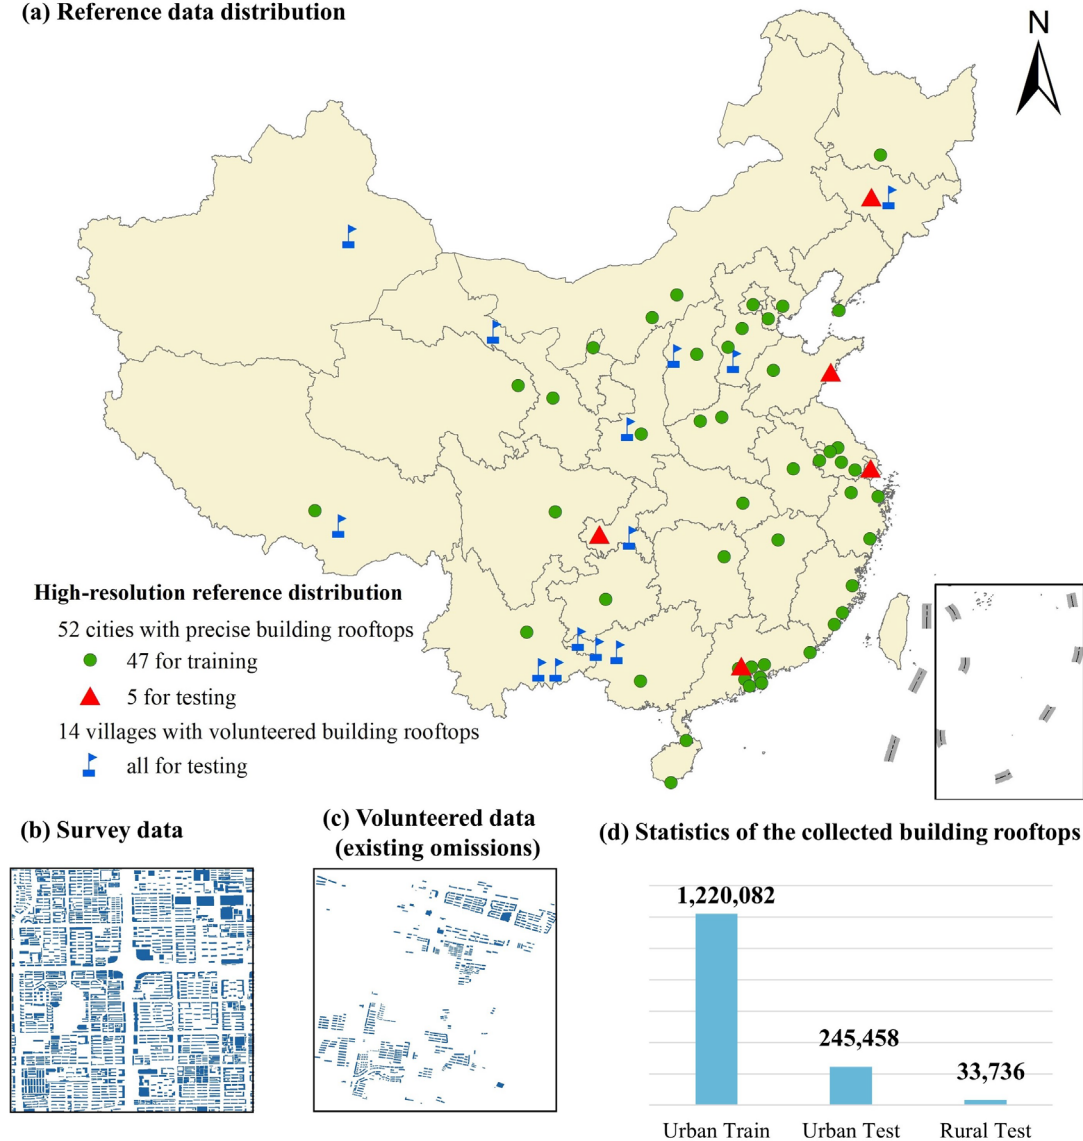 (a) Reference data distribution
N
High-resolution reference distribution
52 cities with precise building rooftops
47 for training
5 for testing
14 villages with volunteered building rooftops
all for testing
(b) Survey data
(c) Volunteered data
(existing omissions)
(d) Statistics of the collected building rooftops
1,220,082
245,458
33,736
Urban Train
Urban Test
Rural Test